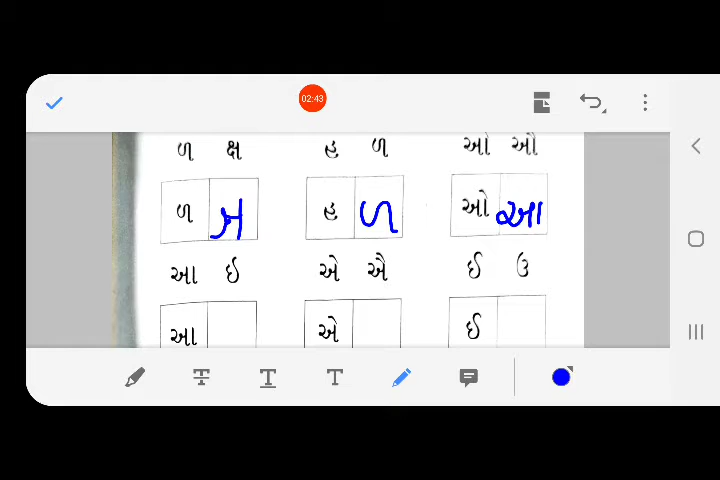 02:43
ળ ક્ષ હ ળ ઓ ઔ
ળ ક્ષ હ ળ ઓ આ
આ ઇ એ ઐ ઈ ઉ
આ એ ઈ
T T T